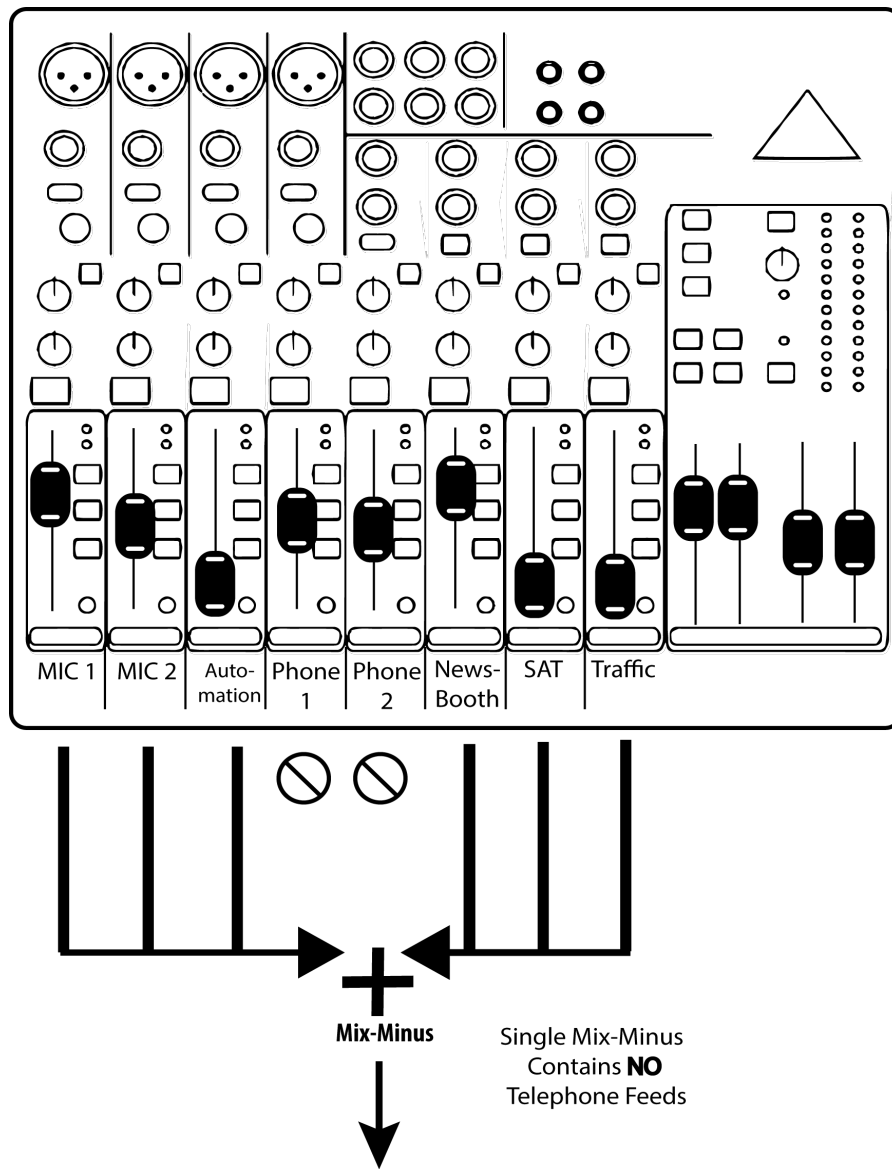 MIC 1
MIC 2
Auto-
mation
Phone
1
Phone
2
News-
Booth
SAT
Traffic
Mix-Minus
Single Mix-Minus
Contains NO
Telephone Feeds